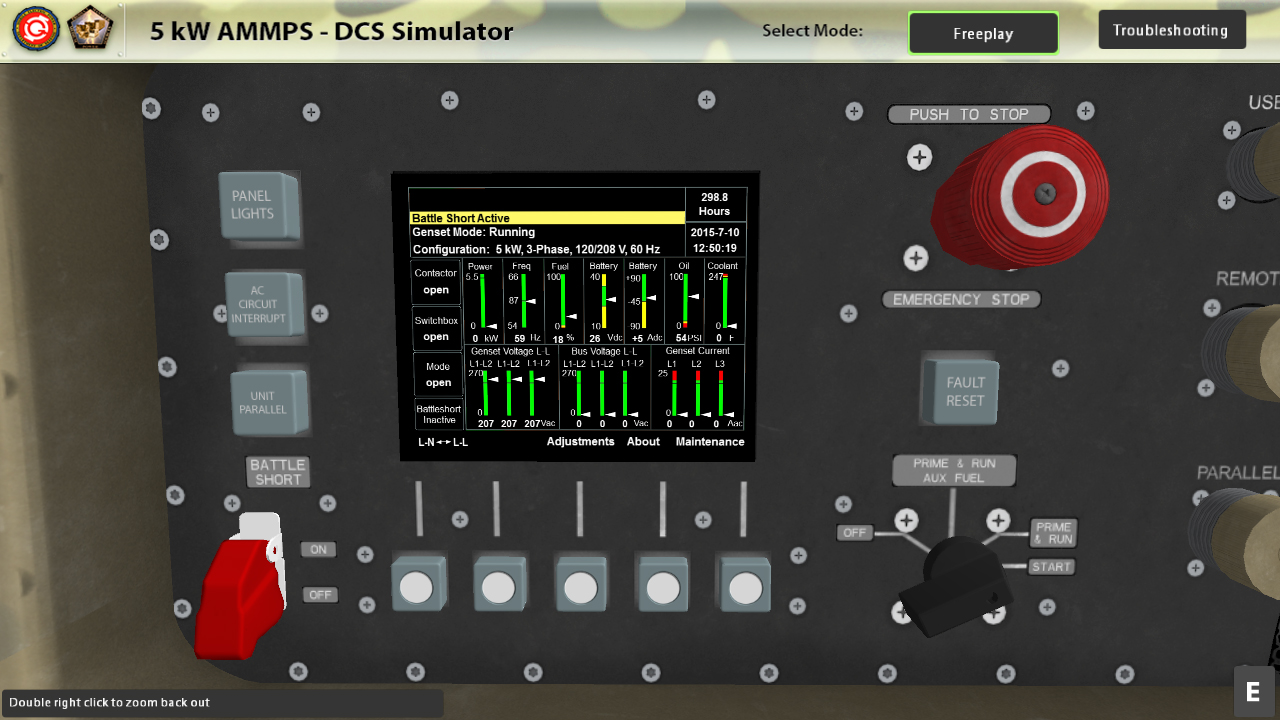 5 kW AMMPS - DCS Simulator
Select Mode:
Freeplay
Troubleshooting
PUSH TO STOP
EMERGENCY STOP
PANEL
LIGHTS
AC
CIRCUIT
INTERRUPT
UNIT
PARALLEL
BATTLE
SHORT
ON
OFF
298.8
Hours
Battle Short Active
Genset Mode: Running
Configuration: 5 kW, 3-Phase, 120/208 V, 60 Hz
2015-7-10
12:50:19
Contactor
open
Switchbox
open
Mode
open
Battleshort
Inactive
Power Freq Fuel Battery Battery Oil Coolant
5.5 66 100 40 +90 100 247
87 -45
0 54 0 10 90 0 0
0 kW 59 Hz 18 % 26 Vdc +5 Adc 54 PSI 0 F
Genset Voltage L-L Bus Voltage L-L Genset Current
L1-L2 L1-L2 L1-L2 L1-L2 L1-L2 L1-L2 L1 L2 L3
270 270 25
0 0 0
207 207 207 Vac 0 0 0 Vac 0 0 0 Aac
L-N ↔ L-L Adjustments About Maintenance
FAULT
RESET
PRIME & RUN
AUX FUEL
OFF
PRIME
& RUN
START
USE
REMOT
PARALLEL
Double right click to zoom back out
E